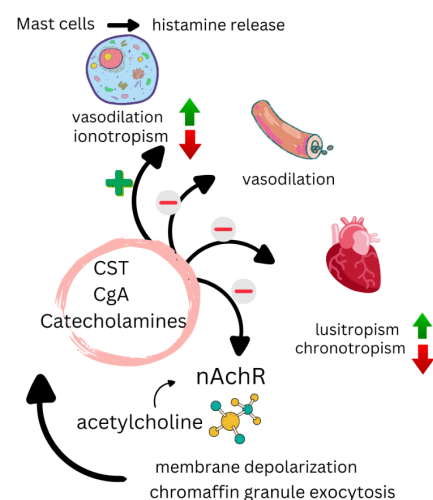 Mast cells histamine release
vasodilation
ionotropism
vasodilation
CST
CgA
Catecholamines
lusitropism
chronotropism
nAchR
acetylcholine
membrane depolarization
chromaffin granule exocytosis